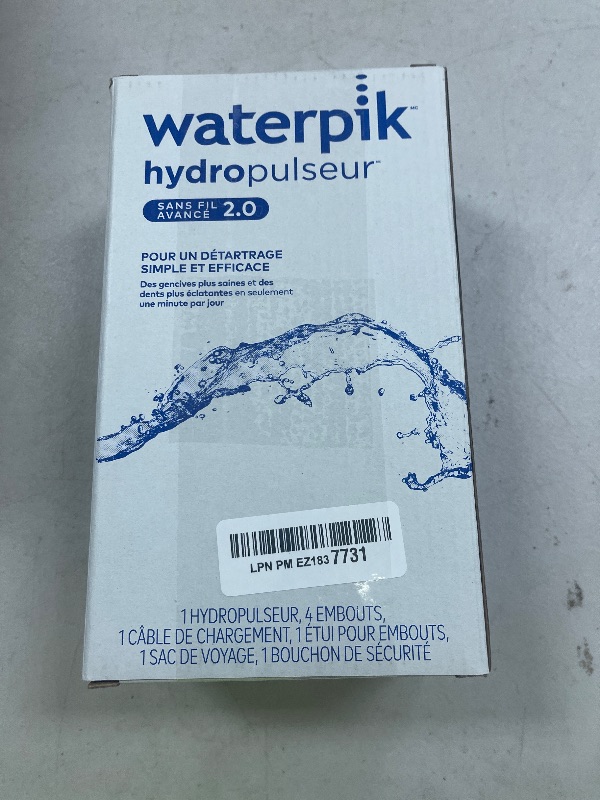 waterpik MC
hydropulseur
SANS FIL
AVANCÉ 2.0
POUR UN DÉTARTRAGE
SIMPLE ET EFFICACE
Des gencives plus saines et des
dents plus éclatantes en seulement
une minute par jour
LPN PM EZ183 7731
1 HYDROPULSEUR, 4 EMBOUTS,
1 CÂBLE DE CHARGEMENT, 1 ÉTUI POUR EMBOUTS,
1 SAC DE VOYAGE, 1 BOUCHON DE SÉCURITÉ